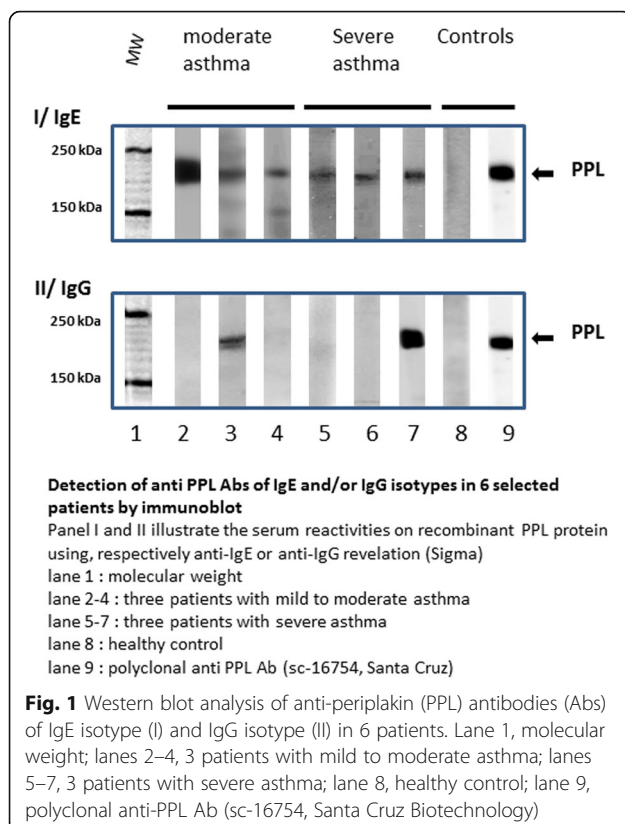 MW
moderate asthma
Severe asthma
Controls
I/ IgE
250 kDa
150 kDa
PPL
II/ IgG
250 kDa
150 kDa
PPL
1 2 3 4 5 6 7 8 9
Detection of anti PPL Abs of IgE and/or IgG isotypes in 6 selected
patients by immunoblot
Panel I and II illustrate the serum reactivities on recombinant PPL protein
using, respectively anti-IgE or anti-IgG revelation (Sigma)
lane 1 : molecular weight
lane 2-4 : three patients with mild to moderate asthma
lane 5-7 : three patients with severe asthma
lane 8 : healthy control
lane 9 : polyclonal anti PPL Ab (sc-16754, Santa Cruz)
Fig. 1 Western blot analysis of anti-periplakin (PPL) antibodies (Abs)
of IgE isotype (I) and IgG isotype (II) in 6 patients. Lane 1, molecular
weight; lanes 2–4, 3 patients with mild to moderate asthma; lanes
5–7, 3 patients with severe asthma; lane 8, healthy control; lane 9,
polyclonal anti-PPL Ab (sc-16754, Santa Cruz Biotechnology)